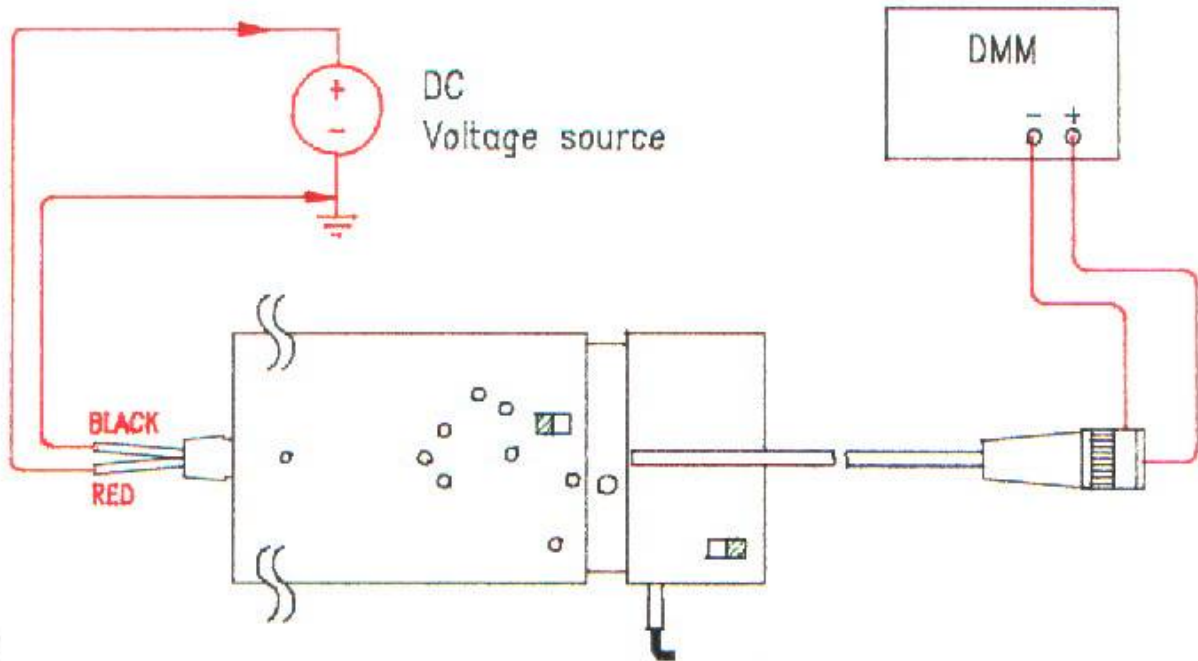 DC
Voltage source
+
-
DMM
- +
BLACK
RED